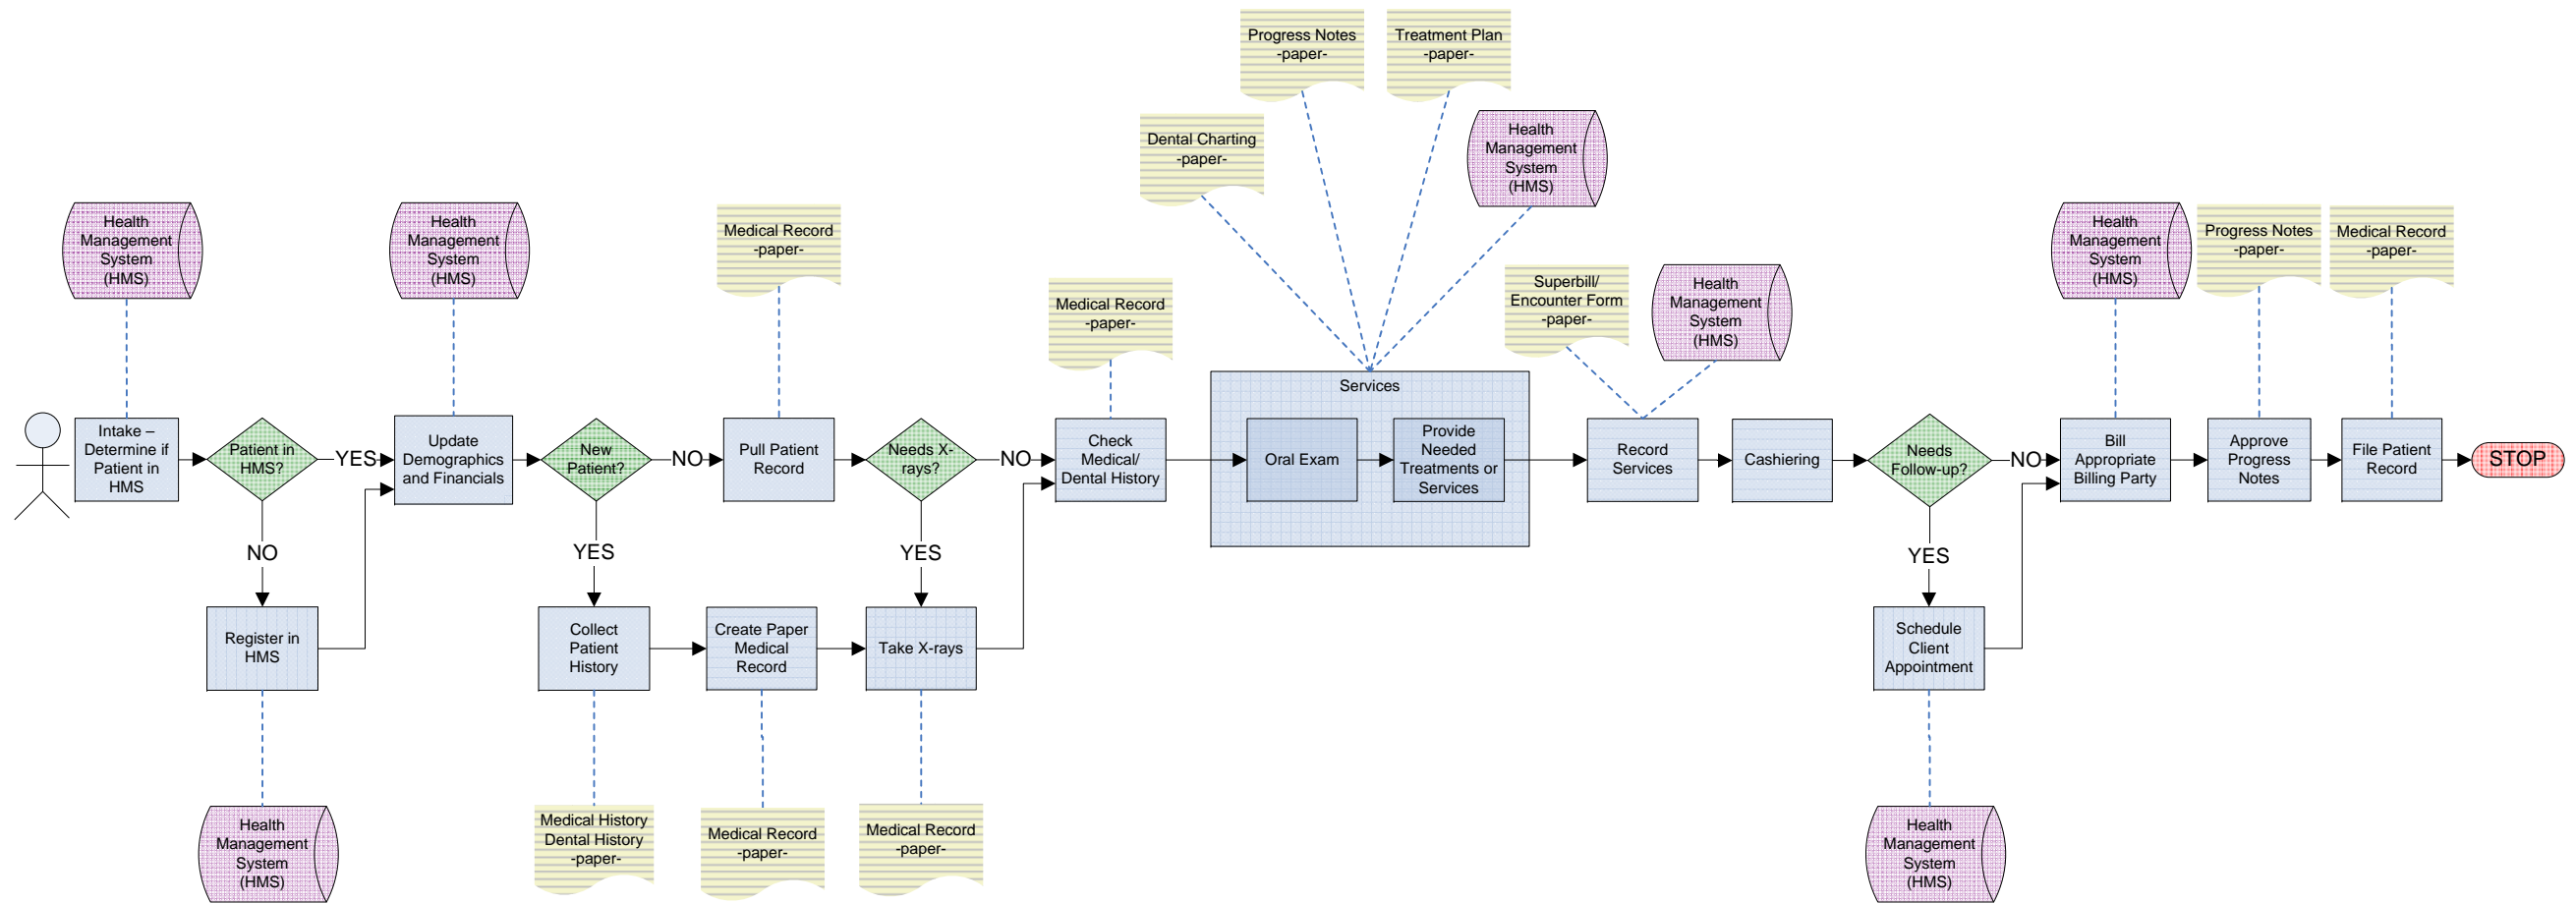 Progress Notes
-paper-
Treatment Plan
-paper-
Dental Charting
-paper-
Health
Management
System
(HMS)
Health
Management
System
(HMS)
Health
Management
System
(HMS)
Medical Record
-paper-
Medical Record
-paper-
Superbill/
Encounter Form
-paper-
Health
Management
System
(HMS)
Health
Management
System
(HMS)
Progress Notes
-paper-
Medical Record
-paper-
Services
Intake –
Determine if
Patient in
HMS
Patient in
HMS?
YES
Update
Demographics
and Financials
New
Patient?
NO
Pull Patient
Record
Needs X-
rays?
NO
Check
Medical/
Dental History
Oral Exam
Provide
Needed
Treatments or
Services
Record
Services
Cashiering
Needs
Follow-up?
NO
Bill
Appropriate
Billing Party
Approve
Progress
Notes
File Patient
Record
STOP
NO
YES
YES
YES
Register in
HMS
Collect
Patient
History
Create Paper
Medical
Record
Take X-rays
Schedule
Client
Appointment
Health
Management
System
(HMS)
Medical History
Dental History
-paper-
Medical Record
-paper-
Medical Record
-paper-
Health
Management
System
(HMS)